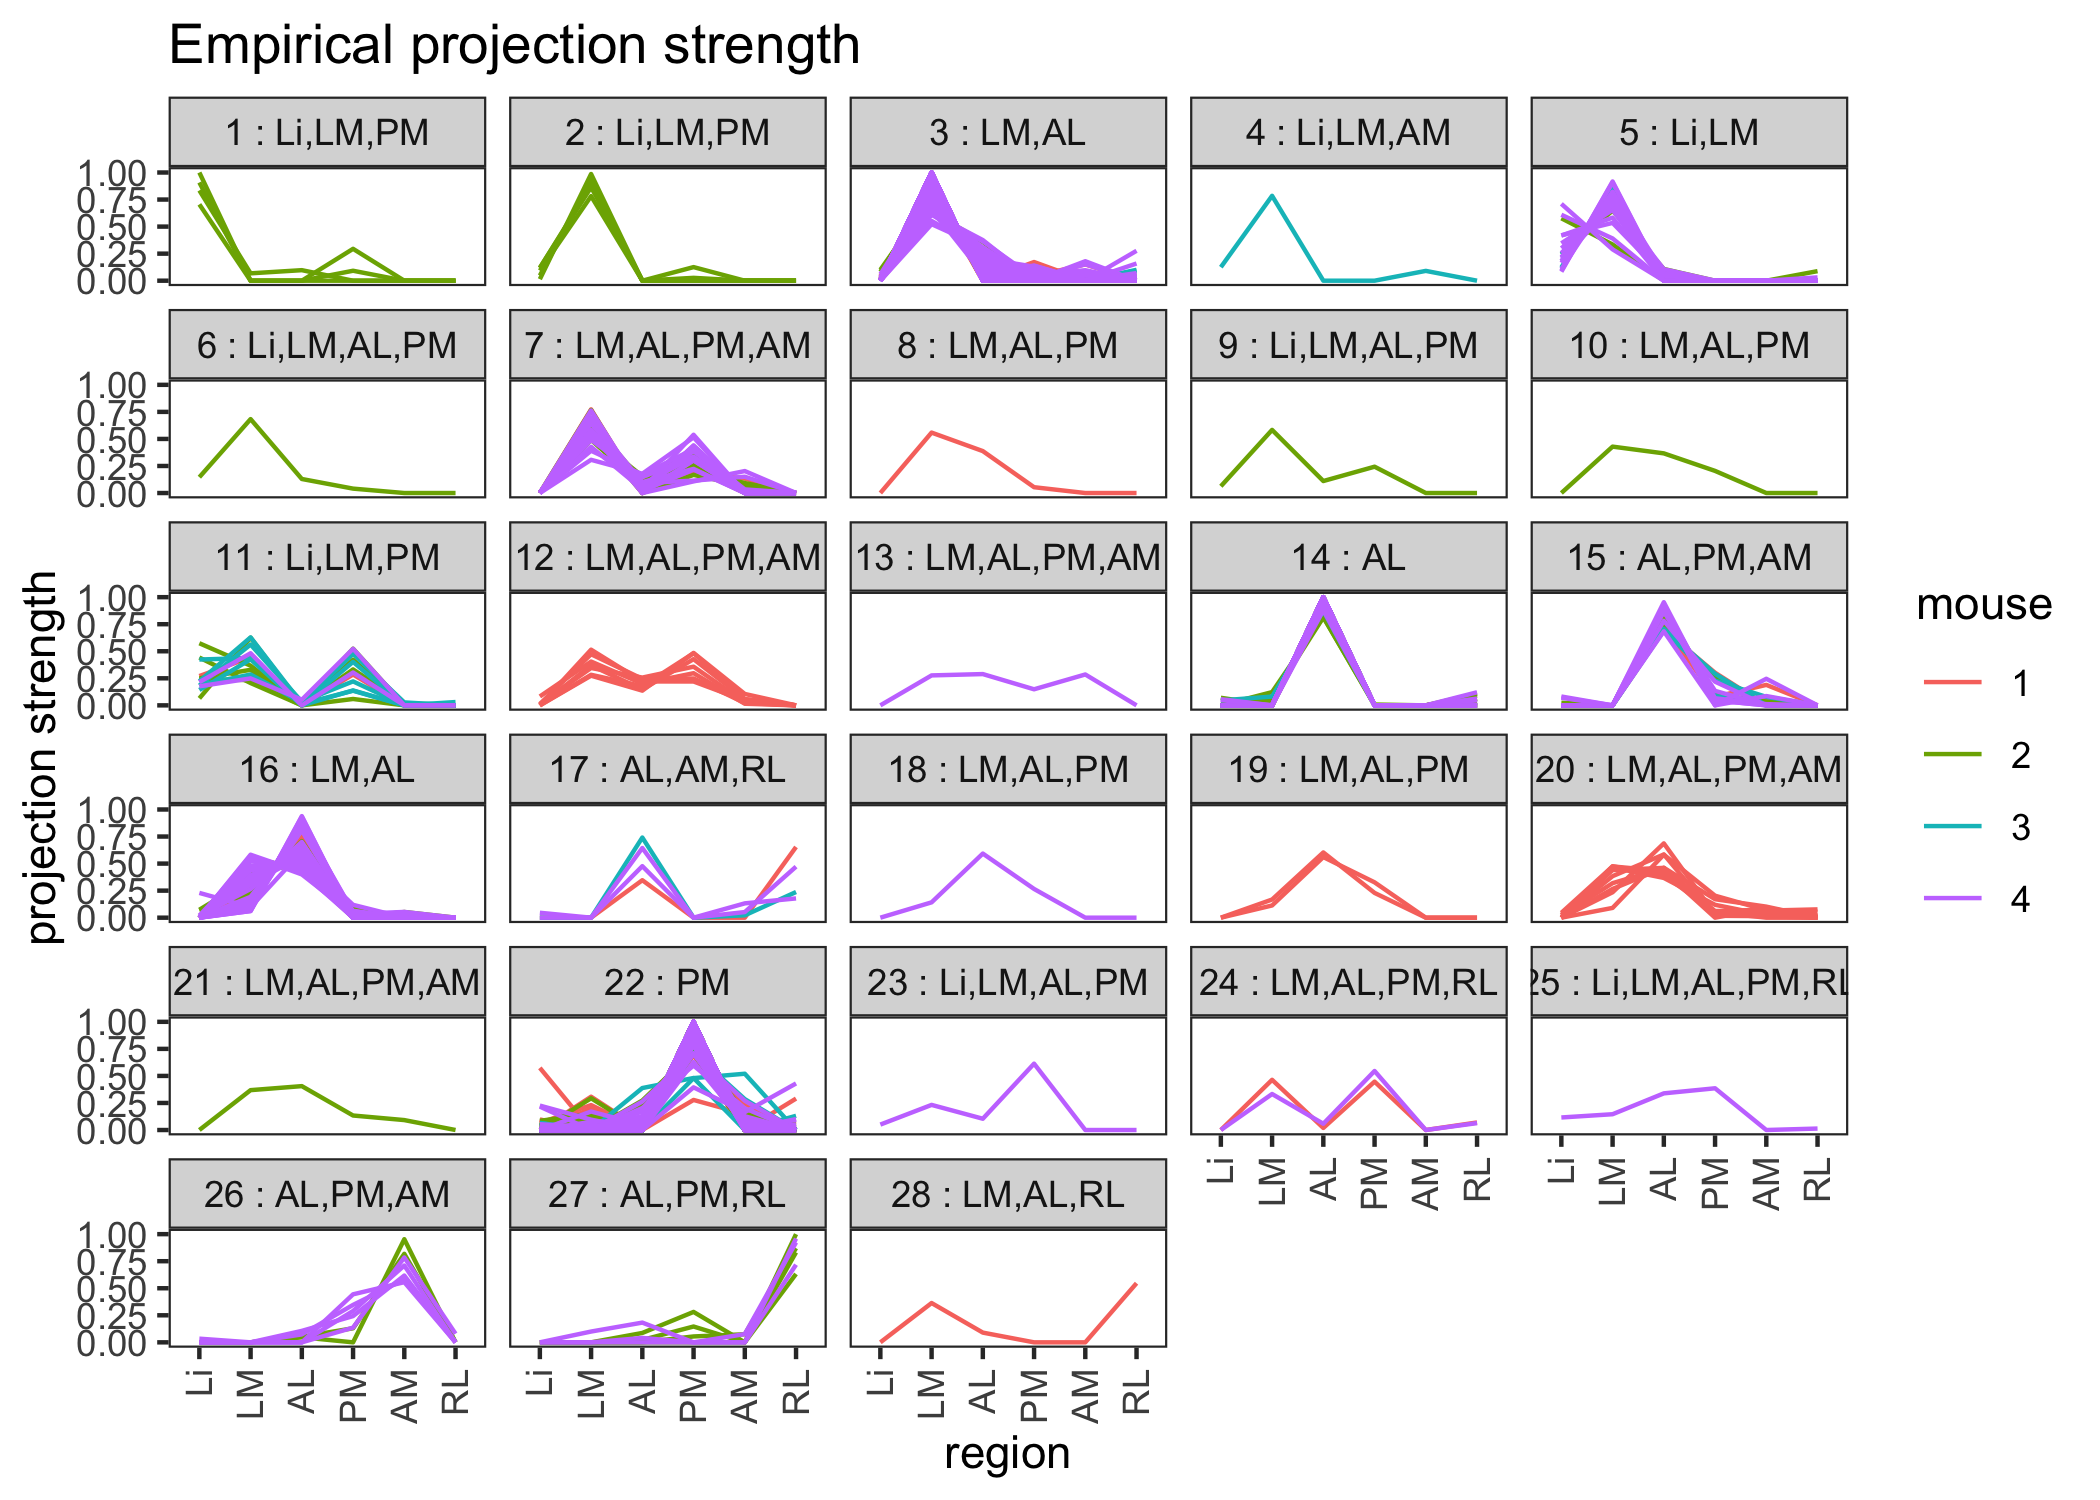 Empirical projection strength
1 : Li,LM,PM
2 : Li,LM,PM
3 : LM,AL
4 : Li,LM,AM
5 : Li,LM
1.00
0.75
0.50
0.25
0.00
6 : Li,LM,AL,PM
7 : LM,AL,PM,AM
8 : LM,AL,PM
9 : Li,LM,AL,PM
10 : LM,AL,PM
1.00
0.75
0.50
0.25
0.00
11 : Li,LM,PM
12 : LM,AL,PM,AM
13 : LM,AL,PM,AM
14 : AL
15 : AL,PM,AM
1.00
0.75
0.50
0.25
0.00
16 : LM,AL
17 : AL,AM,RL
18 : LM,AL,PM
19 : LM,AL,PM
20 : LM,AL,PM,AM
1.00
0.75
0.50
0.25
0.00
21 : LM,AL,PM,AM
22 : PM
23 : Li,LM,AL,PM
24 : LM,AL,PM,RL
25 : Li,LM,AL,PM,RL
1.00
0.75
0.50
0.25
0.00
Li
LM
AL
PM
AM
RL
Li
LM
AL
PM
AM
RL
26 : AL,PM,AM
27 : AL,PM,RL
28 : LM,AL,RL
1.00
0.75
0.50
0.25
0.00
Li
LM
AL
PM
AM
RL
Li
LM
AL
PM
AM
RL
Li
LM
AL
PM
AM
RL
region
projection strength
mouse
1
2
3
4